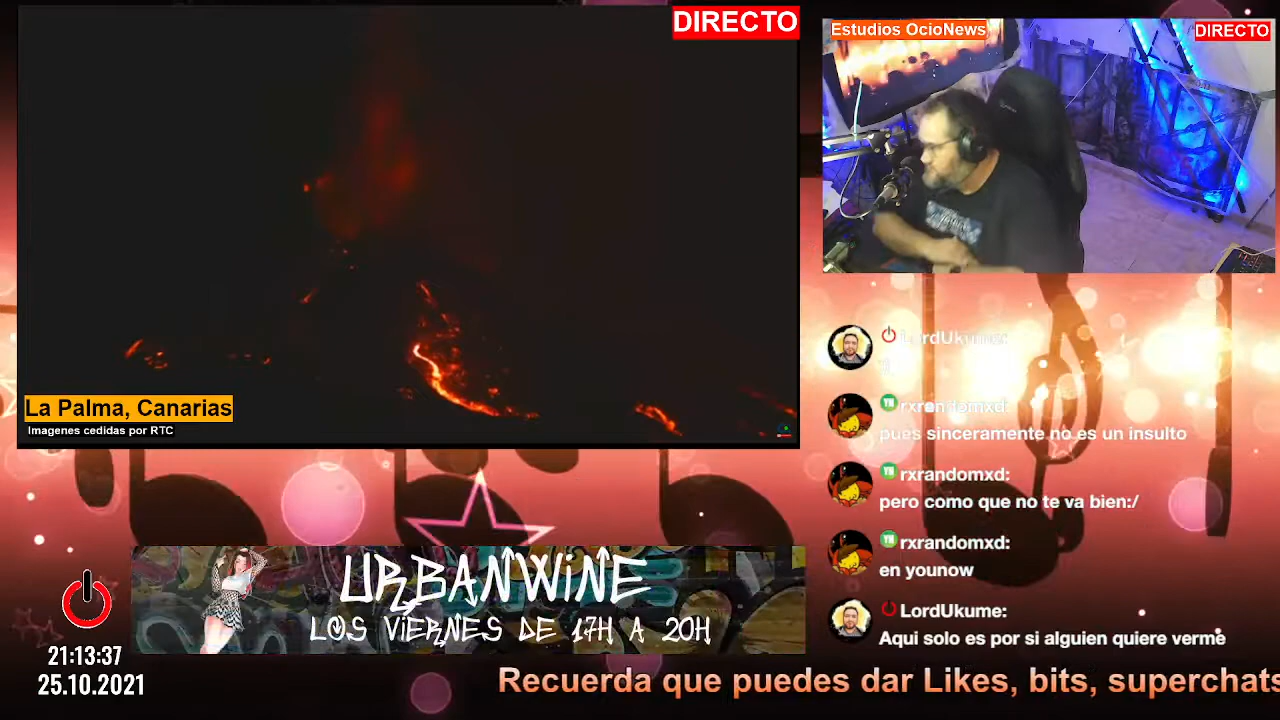 DIRECTO
Estudios OcioNews
DIRECTO
La Palma, Canarias
Imagenes cedidas por RTC
LordUkume:
rxrandomxd:
pues sinceramente no es un insulto
rxrandomxd:
pero como que no te va bien:/
rxrandomxd:
en younow
LordUkume:
Aqui solo es por si alguien quiere verme
URBANWINE
LOS VIERNES DE 17H A 20H
21:13:37
25.10.2021
Recuerda que puedes dar Likes, bits, superchats